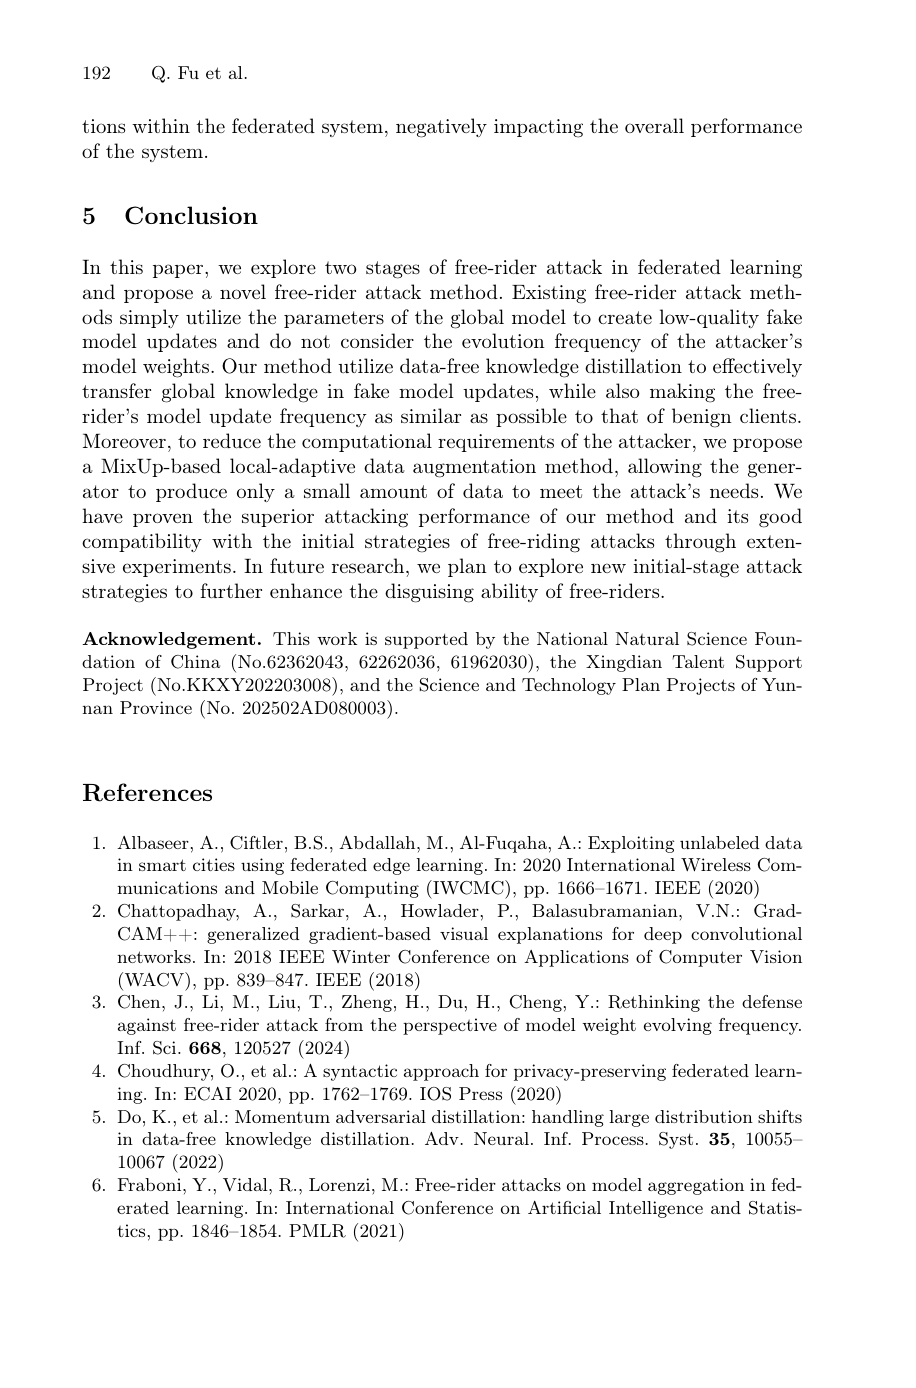 192 Q. Fu et al.
tions within the federated system, negatively impacting the overall performance
of the system.
5 Conclusion
In this paper, we explore two stages of free-rider attack in federated learning
and propose a novel free-rider attack method. Existing free-rider attack meth-
ods simply utilize the parameters of the global model to create low-quality fake
model updates and do not consider the evolution frequency of the attacker's
model weights. Our method utilize data-free knowledge distillation to effectively
transfer global knowledge in fake model updates, while also making the free-
rider's model update frequency as similar as possible to that of benign clients.
Moreover, to reduce the computational requirements of the attacker, we propose
a MixUp-based local-adaptive data augmentation method, allowing the gener-
ator to produce only a small amount of data to meet the attack's needs. We
have proven the superior attacking performance of our method and its good
compatibility with the initial strategies of free-riding attacks through exten-
sive experiments. In future research, we plan to explore new initial-stage attack
strategies to further enhance the disguising ability of free-riders.
Acknowledgement. This work is supported by the National Natural Science Foun-
dation of China (No.62362043, 62262036, 61962030), the Xingdian Talent Support
Project (No.KKXY202203008), and the Science and Technology Plan Projects of Yun-
nan Province (No. 202502AD080003).
References
1. Albaseer, A., Ciftler, B.S., Abdallah, M., Al-Fuqaha, A.: Exploiting unlabeled data
in smart cities using federated edge learning. In: 2020 International Wireless Com-
munications and Mobile Computing (IWCMC), pp. 1666–1671. IEEE (2020)
2. Chattopadhay, A., Sarkar, A., Howlader, P., Balasubramanian, V.N.: Grad-
CAM++: generalized gradient-based visual explanations for deep convolutional
networks. In: 2018 IEEE Winter Conference on Applications of Computer Vision
(WACV), pp. 839–847. IEEE (2018)
3. Chen, J., Li, M., Liu, T., Zheng, H., Du, H., Cheng, Y.: Rethinking the defense
against free-rider attack from the perspective of model weight evolving frequency.
Inf. Sci. 668, 120527 (2024)
4. Choudhury, O., et al.: A syntactic approach for privacy-preserving federated learn-
ing. In: ECAI 2020, pp. 1762–1769. IOS Press (2020)
5. Do, K., et al.: Momentum adversarial distillation: handling large distribution shifts
in data-free knowledge distillation. Adv. Neural. Inf. Process. Syst. 35, 10055–
10067 (2022)
6. Fraboni, Y., Vidal, R., Lorenzi, M.: Free-rider attacks on model aggregation in fed-
erated learning. In: International Conference on Artificial Intelligence and Statis-
tics, pp. 1846–1854. PMLR (2021)